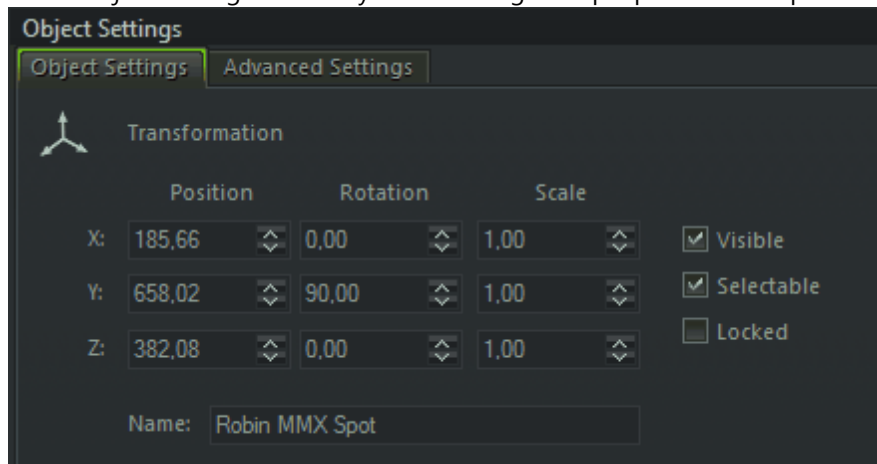 Object Settings
Object Settings Advanced Settings
Transformation
Position Rotation Scale
X: 185,66 0,00 1,00 Visible
Y: 658,02 90,00 1,00 Selectable
Z: 382,08 0,00 1,00 Locked
Name: Robin MMX Spot